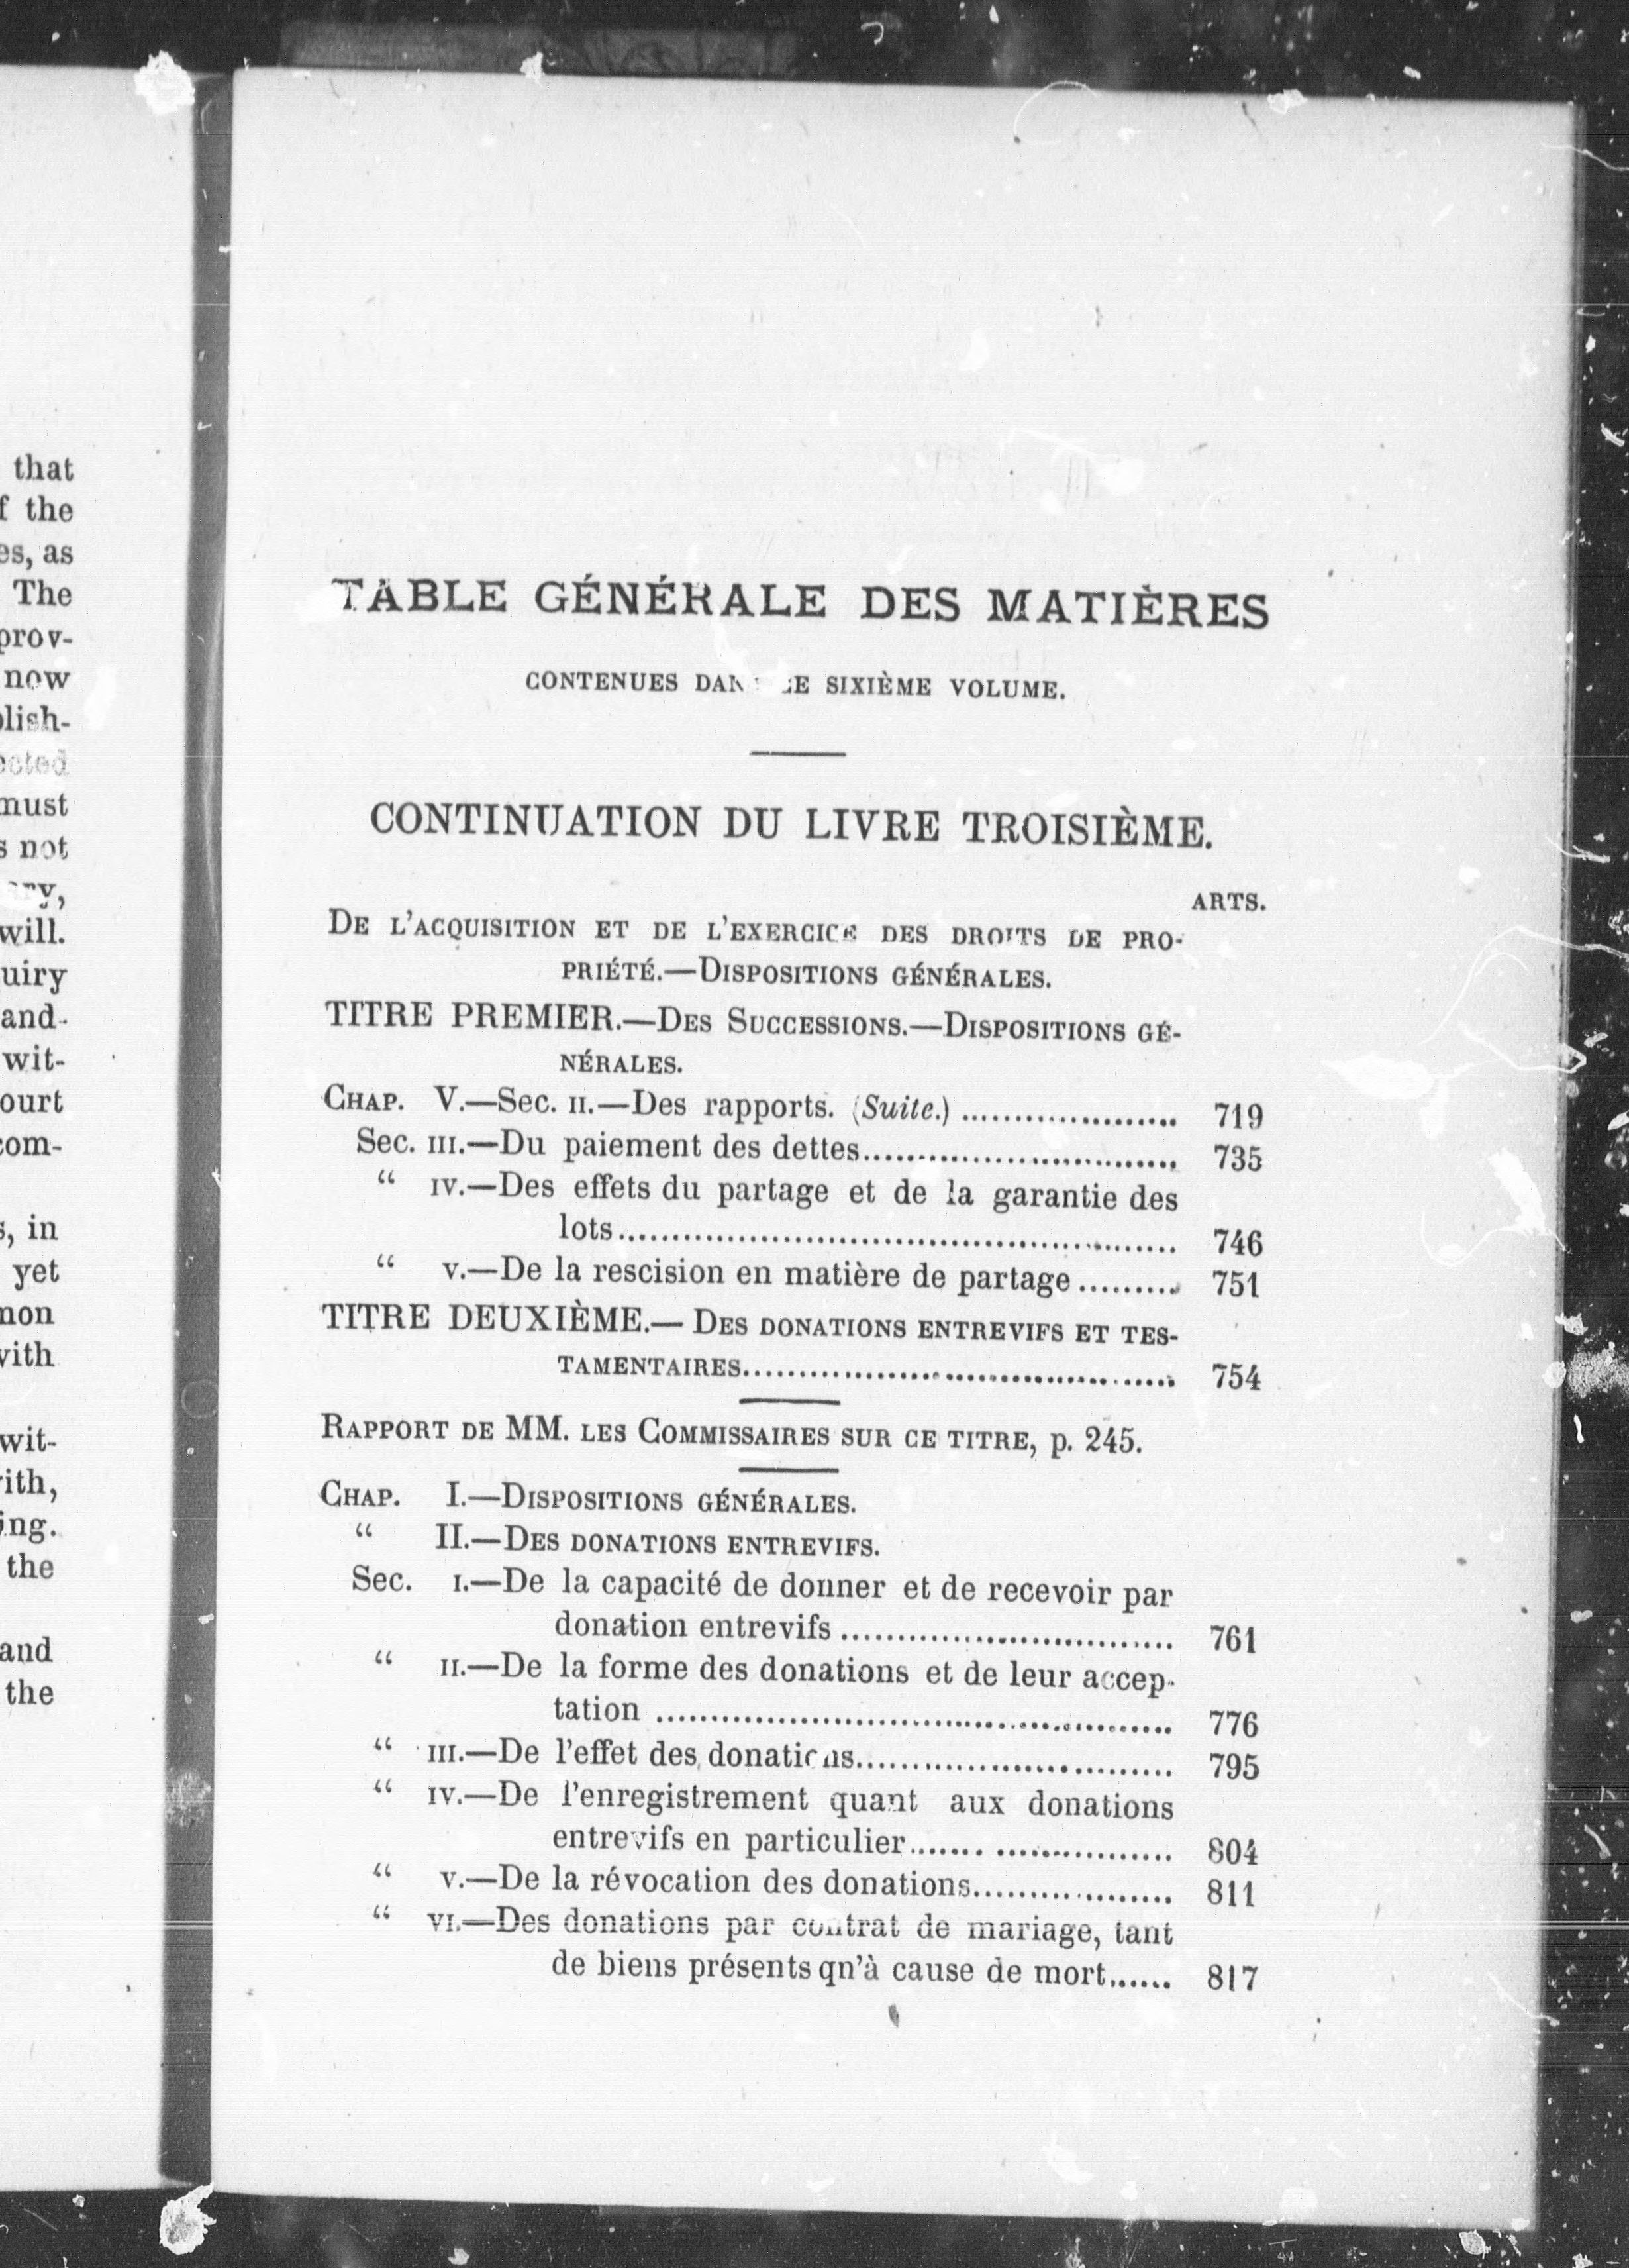 that
f the
es, as
The
prov-
now
plish-
ected
must
s not
will.
uiry
and-
wit-
ourt
com-
s, in
yet
mon
with
wit-
with,
ing.
the
and
the
TABLE GÉNÉRALE DES MATIÈRES
CONTENUES DANS LE SIXIÈME VOLUME.
CONTINUATION DU LIVRE TROISIÈME.
ARTS.
DE L'ACQUISITION ET DE L'EXERCICE DES DROITS DE PRO-
PRIÉTÉ.—DISPOSITIONS GÉNÉRALES.
TITRE PREMIER.—DES SUCCESSIONS.—DISPOSITIONS GÉ-
NÉRALES.
CHAP. V.—Sec. II.—Des rapports. (Suite.) ..................... 719
Sec. III.—Du paiement des dettes.............................. 735
“ IV.—Des effets du partage et de la garantie des
lots...................................................... 746
“ V.—De la rescision en matière de partage.......... 751
TITRE DEUXIÈME.— DES DONATIONS ENTREVIFS ET TES-
TAMENTAIRES.......................................... 754
RAPPORT DE MM. LES COMMISSAIRES SUR CE TITRE, p. 245.
CHAP. I.—DISPOSITIONS GÉNÉRALES.
“ II.—DES DONATIONS ENTREVIFS.
Sec. I.—De la capacité de donner et de recevoir par
donation entrevifs ................................ 761
“ II.—De la forme des donations et de leur accep-
tation .................................................. 776
“ III.—De l'effet des donations.............................. 795
“ IV.—De l'enregistrement quant aux donations
entrevifs en particulier....... ................. 804
“ V.—De la révocation des donations................... 811
“ VI.—Des donations par contrat de mariage, tant
de biens présents qn'à cause de mort...... 817